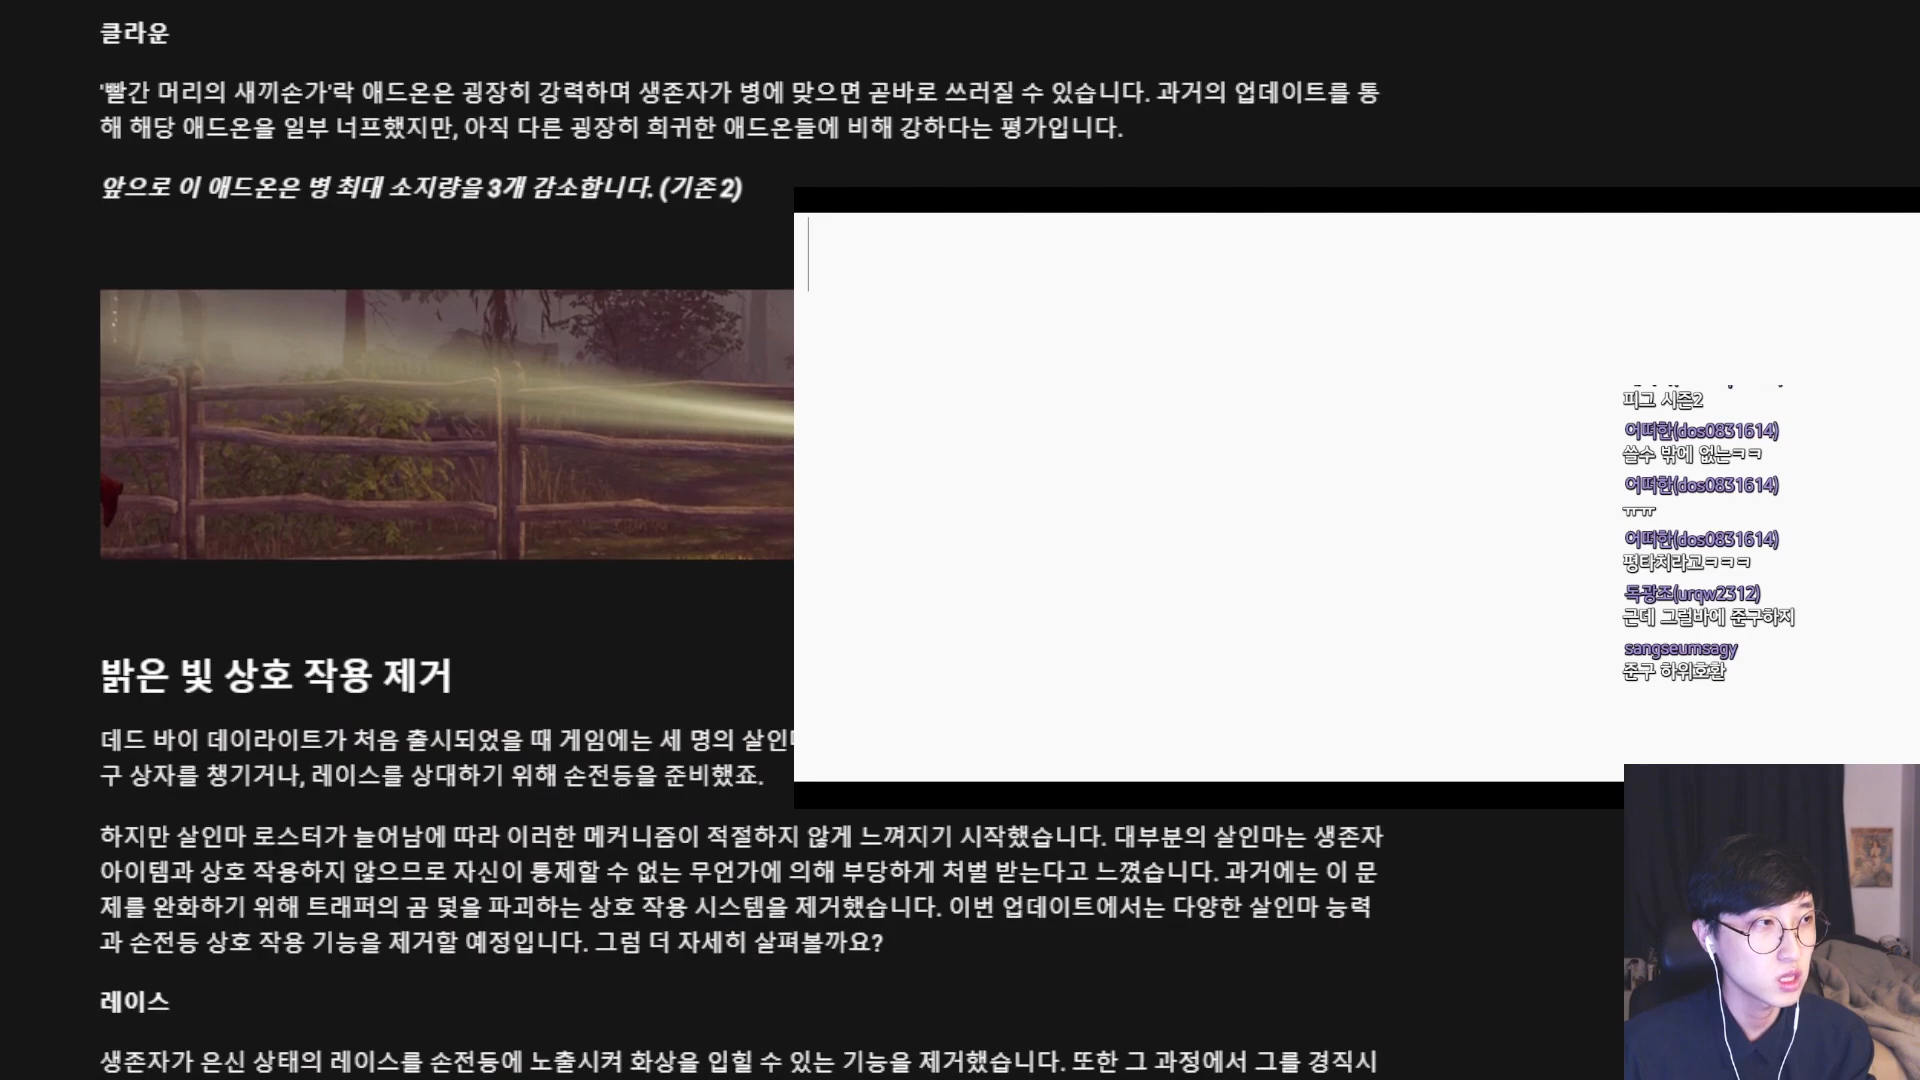 클라운
'빨간 머리의 새끼손가'락 애드온은 굉장히 강력하며 생존자가 병에 맞으면 곧바로 쓰러질 수 있습니다. 과거의 업데이트를 통
해 해당 애드온을 일부 너프했지만, 아직 다른 굉장히 희귀한 애드온들에 비해 강하다는 평가입니다.
앞으로 이 애드온은 병 최대 소지량을 3개 감소합니다. (기존 2)
피그 시즌2
어떠한(dos0831614)
쓸수 밖에 없는ㅋㅋ
어떠한(dos0831614)
ㅠㅠ
어떠한(dos0831614)
평타치라고ㅋㅋㅋ
독광조(urqw2312)
근데 그럴바에 준구하지
sangseumsagy
준구 하위호환
밝은 빛 상호 작용 제거
데드 바이 데이라이트가 처음 출시되었을 때 게임에는 세 명의 살인
구 상자를 챙기거나, 레이스를 상대하기 위해 손전등을 준비했죠.
하지만 살인마 로스터가 늘어남에 따라 이러한 메커니즘이 적절하지 않게 느껴지기 시작했습니다. 대부분의 살인마는 생존자
아이템과 상호 작용하지 않으므로 자신이 통제할 수 없는 무언가에 의해 부당하게 처벌 받는다고 느꼈습니다. 과거에는 이 문
제를 완화하기 위해 트래퍼의 곰 덫을 파괴하는 상호 작용 시스템을 제거했습니다. 이번 업데이트에서는 다양한 살인마 능력
과 손전등 상호 작용 기능을 제거할 예정입니다. 그럼 더 자세히 살펴볼까요?
레이스
생존자가 은신 상태의 레이스를 손전등에 노출시켜 화상을 입힐 수 있는 기능을 제거했습니다. 또한 그 과정에서 그를 경직시